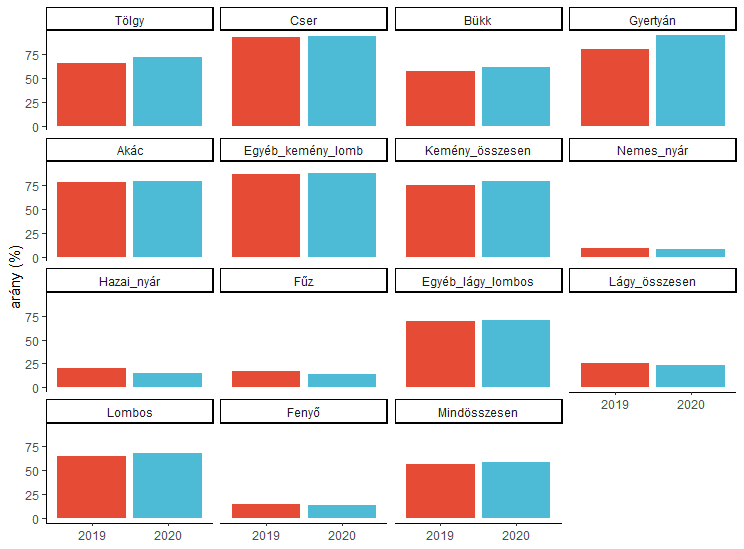 Tölgy Cser Bükk Gyertyán
75
50
25
0
Akác Egyéb_kemény_lomb Kemény_összesen Nemes_nyár
75
50
25
0
arány (%)
Hazai_nyár Fűz Egyéb_lágy_lombos Lágy_összesen
75
50
25
0
2019 2020
Lombos Fenyő Mindösszesen
75
50
25
0
2019 2020 2019 2020 2019 2020